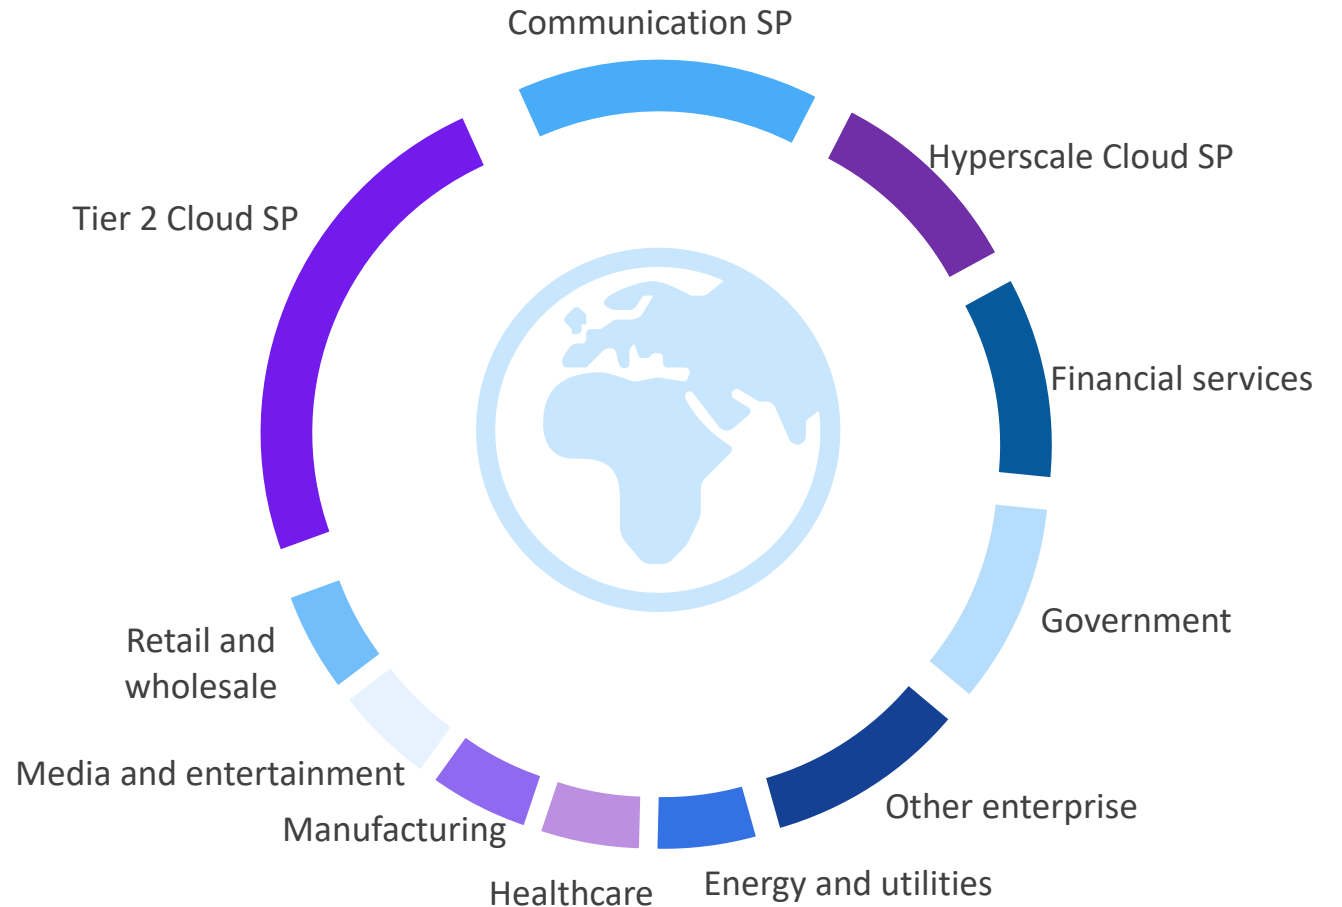 Communication SP
Hyperscale Cloud SP
Tier 2 Cloud SP
Financial services
Government
Retail and
wholesale
Media and entertainment
Other enterprise
Manufacturing
Energy and utilities
Healthcare